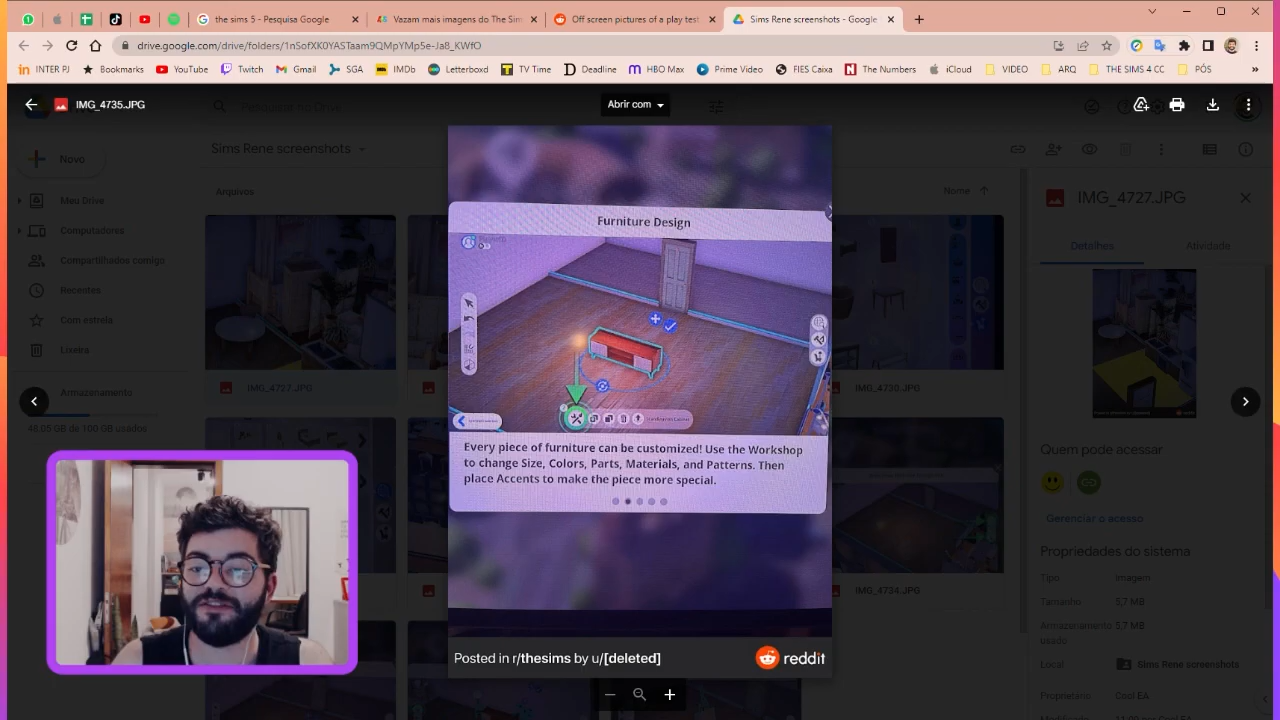 the sims 5 - Pesquisa Google
Vazam mais imagens do The Sim
Off screen pictures of a play test
Sims Rene screenshots - Google
drive.google.com/drive/folders/1nSofXK0YASTaam9QMpYMp5e-Ja8_KWfO
INTER PJ
Bookmarks
YouTube
Twitch
Gmail
SGA
IMDb
Letterboxd
TV Time
Deadline
HBO Max
Prime Video
FIES Caixa
The Numbers
iCloud
VIDEO
ARQ
THE SIMS 4 CC
PÓS
IMG_4735.JPG
Pesquisar no Drive
Abrir com
Novo
Sims Rene screenshots
Arquivos
Nome
IMG_4727.JPG
Meu Drive
Computadores
Compartilhados comigo
Recentes
Com estrela
Lixeira
Armazenamento
48,05 GB de 100 GB usados
Detalhes
Atividade
IMG_4727.JPG
IMG_4730.JPG
IMG_4734.JPG
Furniture Design
Every piece of furniture can be customized! Use the Workshop
to change Size, Colors, Parts, Materials, and Patterns. Then
place Accents to make the piece more special.
Posted in r/thesims by u/[deleted]
reddit
Quem pode acessar
Gerenciar o acesso
Propriedades do sistema
Tipo
Imagem
Tamanho
5,7 MB
Armazenamento
usado
5,7 MB
Local
Sims Rene screenshots
Proprietário
Cool EA